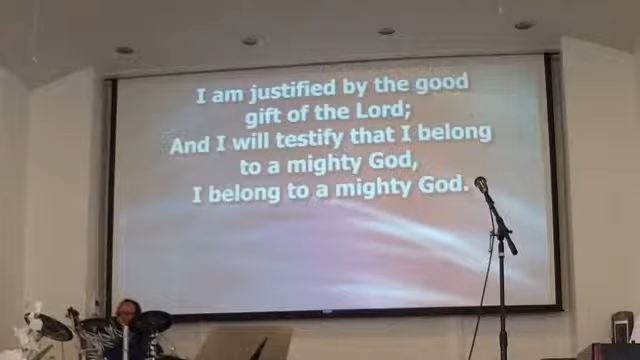 I am justified by the good
gift of the Lord;
And I will testify that I belong
to a mighty God,
I belong to a mighty God.